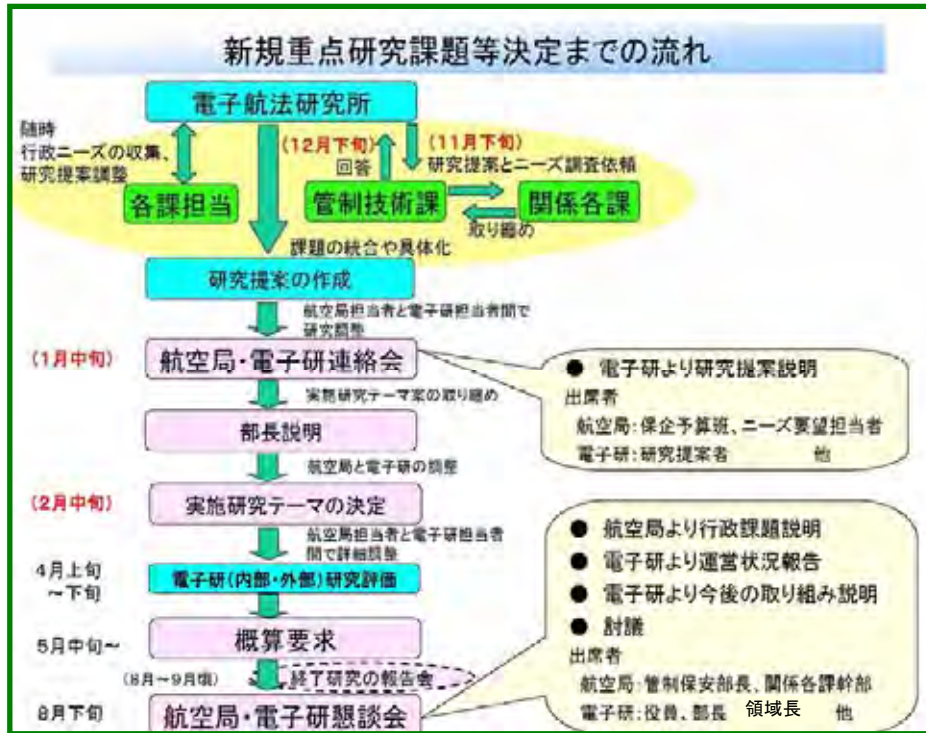 新規重点研究課題等決定までの流れ
電子航法研究所
随時
行政ニーズの収集、
研究提案調整
(12月下旬)
回答
(11月下旬)
研究提案とニーズ調査依頼
各課担当
管制技術課
関係各課
取り纏め
課題の統合や具体化
研究提案の作成
航空局担当者と電子研担当者間で
研究調整
(1月中旬)
航空局・電子研連絡会
● 電子研より研究提案説明
出席者
航空局:保企予算班、ニーズ要望担当者
電子研:研究提案者 他
実施研究テーマ案の取り纏め
部長説明
航空局と電子研の調整
(2月中旬)
実施研究テーマの決定
航空局担当者と電子研担当者
間で詳細調整
4月上旬
～下旬
電子研(内部・外部)研究評価
5月中旬～
概算要求
(8月～9月頃)
終了研究の報告会
8月下旬
航空局・電子研懇談会
● 航空局より行政課題説明
● 電子研より運営状況報告
● 電子研より今後の取り組み説明
● 討議
出席者
航空局:管制保安部長、関係各課幹部
電子研:役員、部長 領域長 他